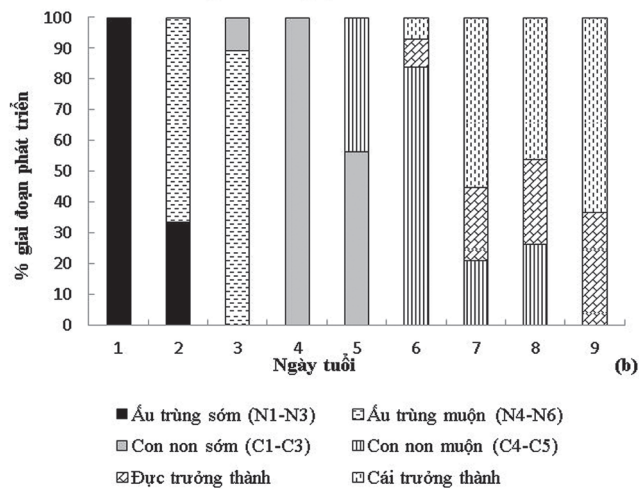 % giai đoạn phát triển
100
90
80
70
60
50
40
30
20
10
0
1 2 3 4 5 6 7 8 9
Ngày tuổi (b)
Ấu trùng sớm (N1-N3) Ấu trùng muộn (N4-N6)
Con non sớm (C1-C3) Con non muộn (C4-C5)
Đực trưởng thành Cái trưởng thành